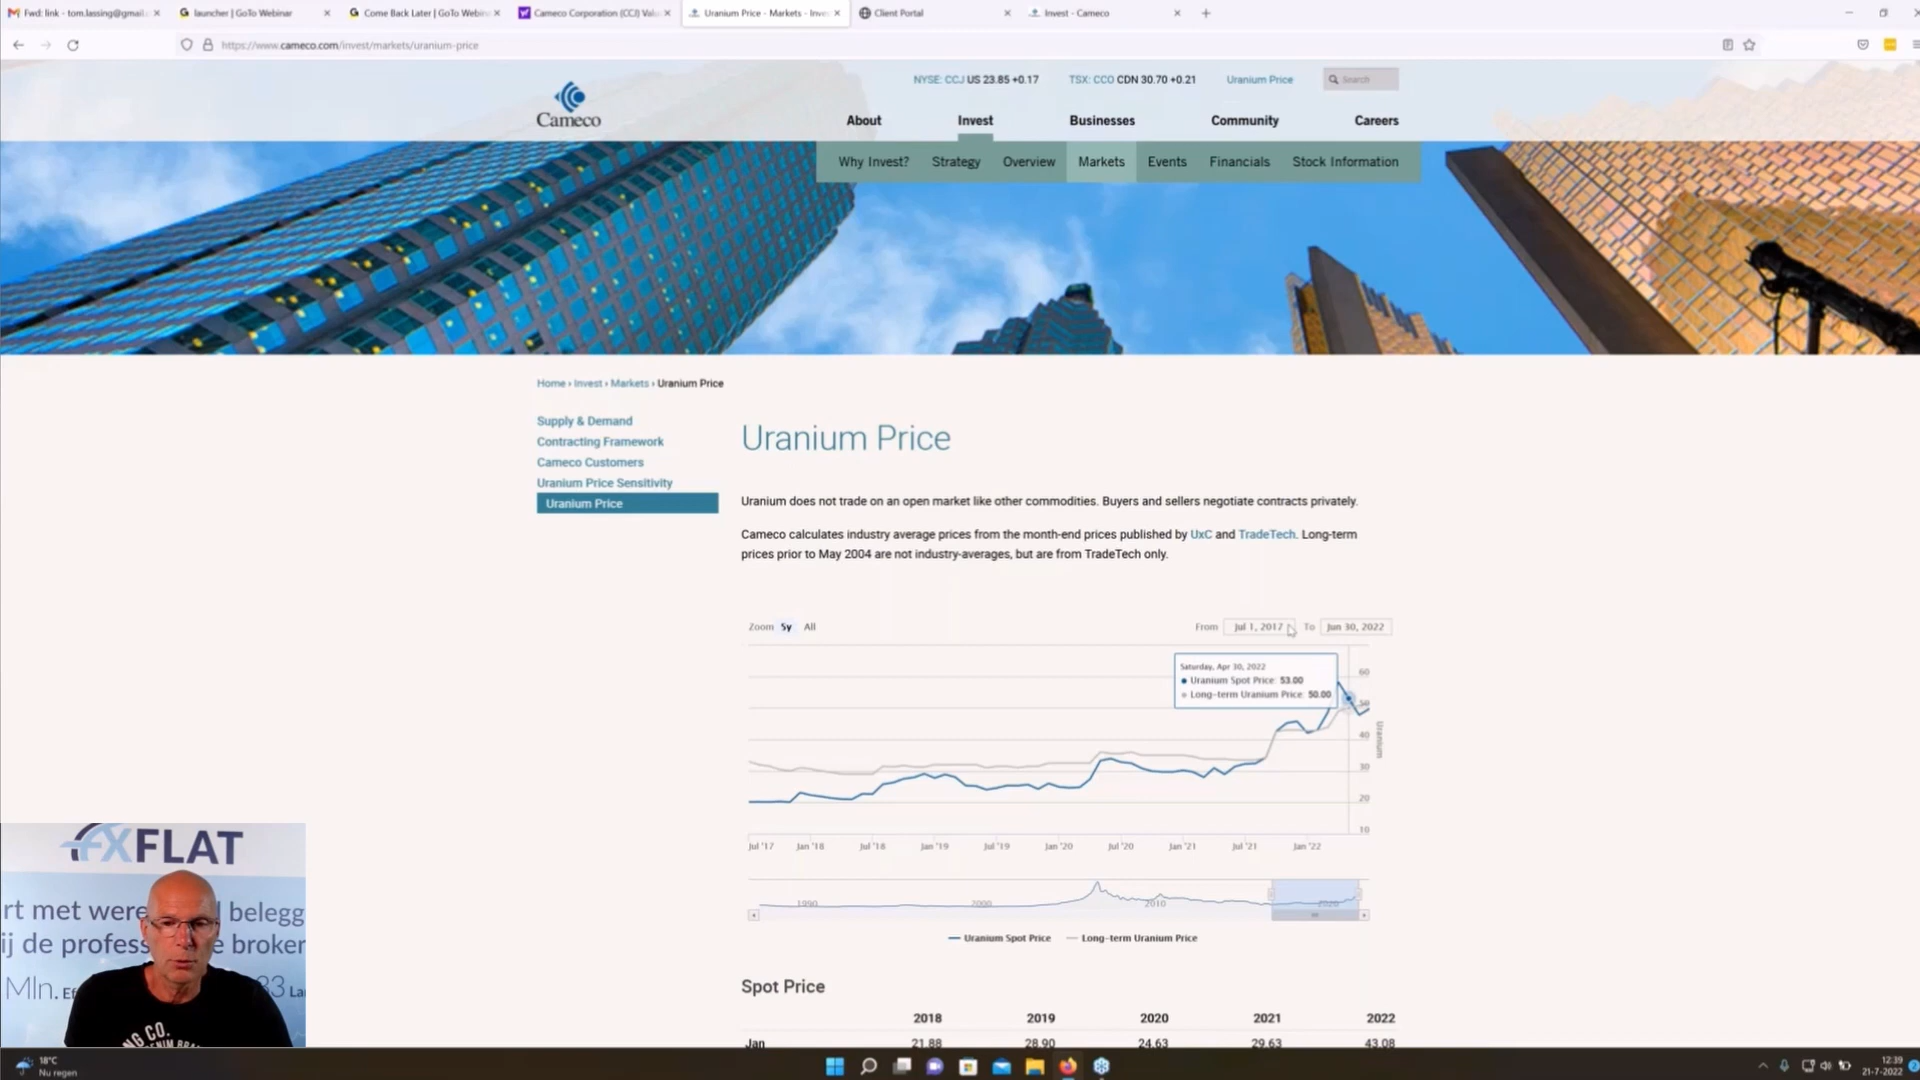 Fwd: link - tom.lassing@gmail.
launcher | GoTo Webinar
Come Back Later | GoTo Webin
Cameco Corporation (CCJ) Val
Uranium Price - Markets - Inve
Client Portal
Invest - Cameco
https://www.cameco.com/invest/markets/uranium-price
NYSE: CCJ US 23.85 +0.17
TSX: CCO CDN 30.70 +0.21
Uranium Price
Search
Cameco
About
Invest
Businesses
Community
Careers
Why Invest?
Strategy
Overview
Markets
Events
Financials
Stock Information
Home › Invest › Markets › Uranium Price
Supply & Demand
Contracting Framework
Cameco Customers
Uranium Price Sensitivity
Uranium Price
Uranium Price
Uranium does not trade on an open market like other commodities. Buyers and sellers negotiate contracts privately.
Cameco calculates industry average prices from the month-end prices published by UxC and TradeTech. Long-term
prices prior to May 2004 are not industry-averages, but are from TradeTech only.
Zoom 5y All
From Jul 1, 2017 To Jun 30, 2022
Saturday, Apr 30, 2022
Uranium Spot Price: 53.00
Long-term Uranium Price: 50.00
60
50
40
30
20
10
Uranium
Jul '17 Jan '18 Jul '18 Jan '19 Jul '19 Jan '20 Jul '20 Jan '21 Jul '21 Jan '22
1990 2000 2010 2020
Uranium Spot Price Long-term Uranium Price
Spot Price
2018 2019 2020 2021 2022
Jan 21.88 28.90 24.63 29.63 43.08
FXFLAT
rt met were d belegg
ij de profess e broker
Mln. Ef 33 La
NG CO.
18°C
Nu regen
12:39
21-7-2022